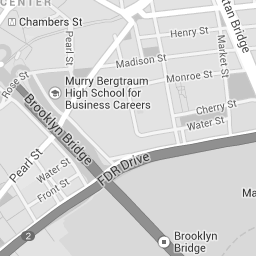 CENTER
M Chambers St
Pearl St
Henry St
Madison St
Monroe St
Market St
Rose St
Murry Bergtraum
High School for
Business Careers
Cherry St
Water St
Brooklyn Bridge
Pearl St
Water St
Front St
FDR Drive
2
Brooklyn
Bridge
tan Bridge